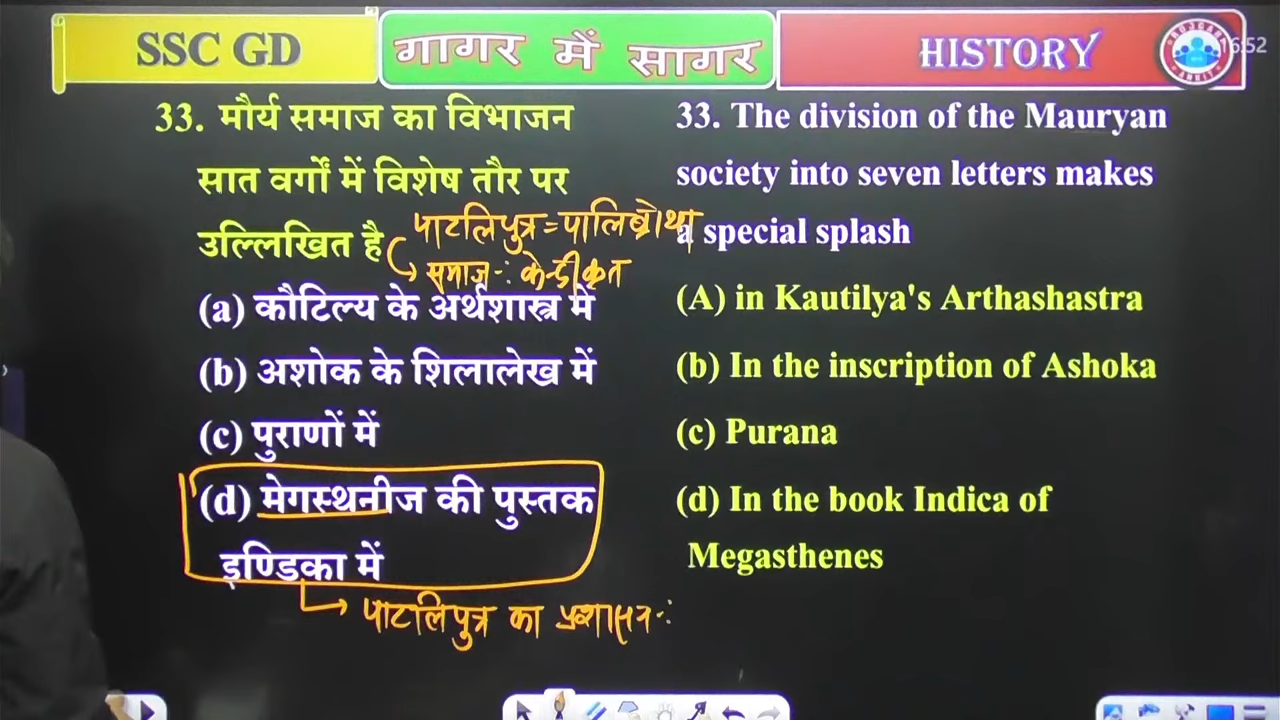 SSC GD
गागर में सागर
HISTORY
16:52
33. मौर्य समाज का विभाजन
सात वर्गों में विशेष तौर पर
उल्लिखित है
पाटलिपुत्र = पालिब्रोथा
समाज -: केन्द्रीकृत
(a) कौटिल्य के अर्थशास्त्र में
(b) अशोक के शिलालेख में
(c) पुराणों में
(d) मेगस्थनीज की पुस्तक
इण्डिका में
पाटलिपुत्र का प्रशासन -:
33. The division of the Mauryan
society into seven letters makes
a special splash
(A) in Kautilya's Arthashastra
(b) In the inscription of Ashoka
(c) Purana
(d) In the book Indica of
Megasthenes